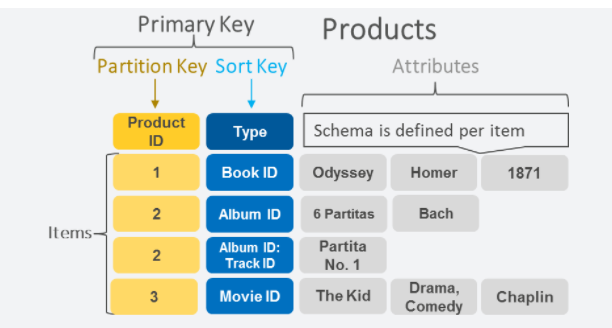 Primary Key
Products
Partition Key
Sort Key
Attributes
Product
ID
Type
Schema is defined per item
Items
1
Book ID
Odyssey
Homer
1871
2
Album ID
6 Partitas
Bach
2
Album ID:
Track ID
Partita
No. 1
3
Movie ID
The Kid
Drama,
Comedy
Chaplin